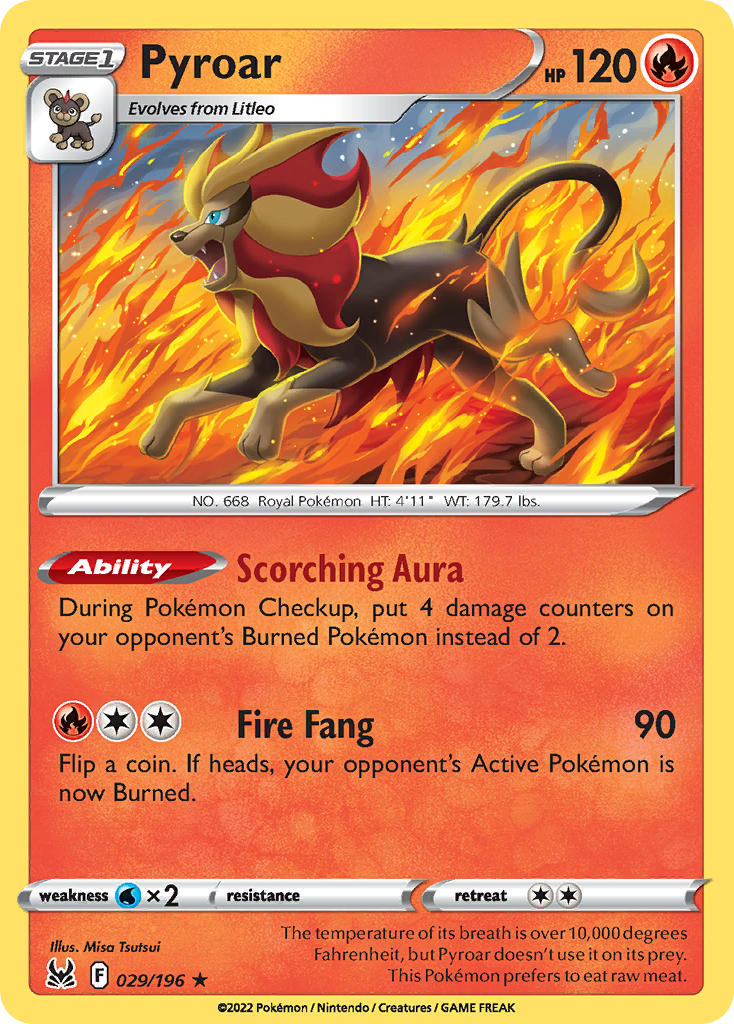 STAGE1
Pyroar
HP 120
Evolves from Litleo
NO. 668 Royal Pokémon HT: 4'11" WT: 179.7 lbs.
Ability Scorching Aura
During Pokémon Checkup, put 4 damage counters on
your opponent's Burned Pokémon instead of 2.
Fire Fang 90
Flip a coin. If heads, your opponent's Active Pokémon is
now Burned.
weakness ×2 resistance retreat
Illus. Misa Tsutsui
The temperature of its breath is over 10,000 degrees
Fahrenheit, but Pyroar doesn't use it on its prey.
This Pokémon prefers to eat raw meat.
F 029/196 ★
©2022 Pokémon / Nintendo / Creatures / GAME FREAK